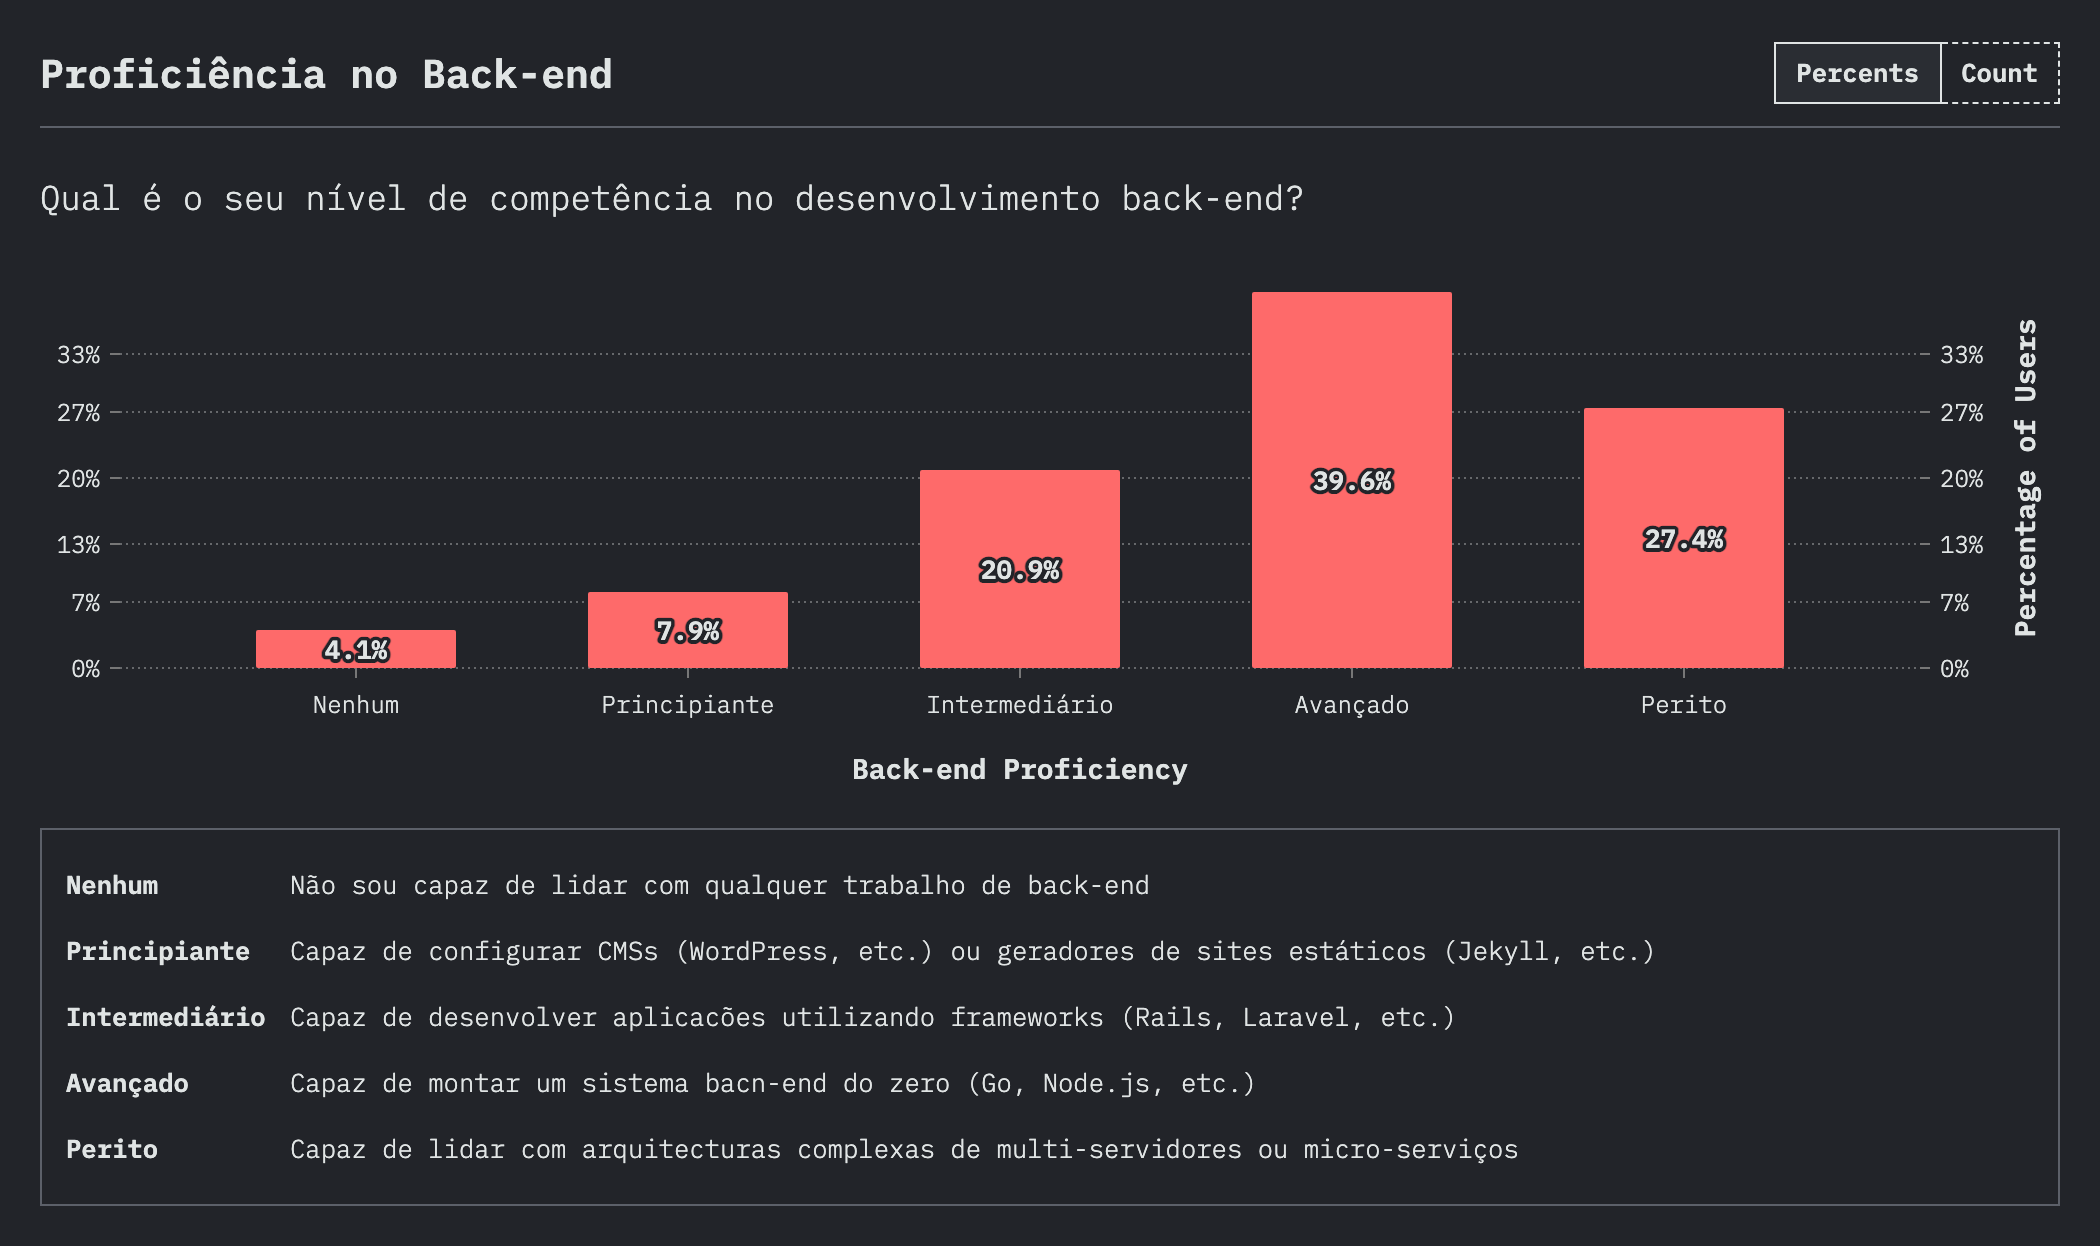 Proficiência no Back-end
Percents Count
Qual é o seu nível de competência no desenvolvimento back-end?
33% 33%
27% 27%
20% 20%
13% 13%
7% 7%
0% 0%
4.1% 7.9% 20.9% 39.6% 27.4%
Nenhum Principiante Intermediário Avançado Perito
Back-end Proficiency
Percentage of Users
Nenhum Não sou capaz de lidar com qualquer trabalho de back-end
Principiante Capaz de configurar CMSs (WordPress, etc.) ou geradores de sites estáticos (Jekyll, etc.)
Intermediário Capaz de desenvolver aplicacões utilizando frameworks (Rails, Laravel, etc.)
Avançado Capaz de montar um sistema bacn-end do zero (Go, Node.js, etc.)
Perito Capaz de lidar com arquitecturas complexas de multi-servidores ou micro-serviços